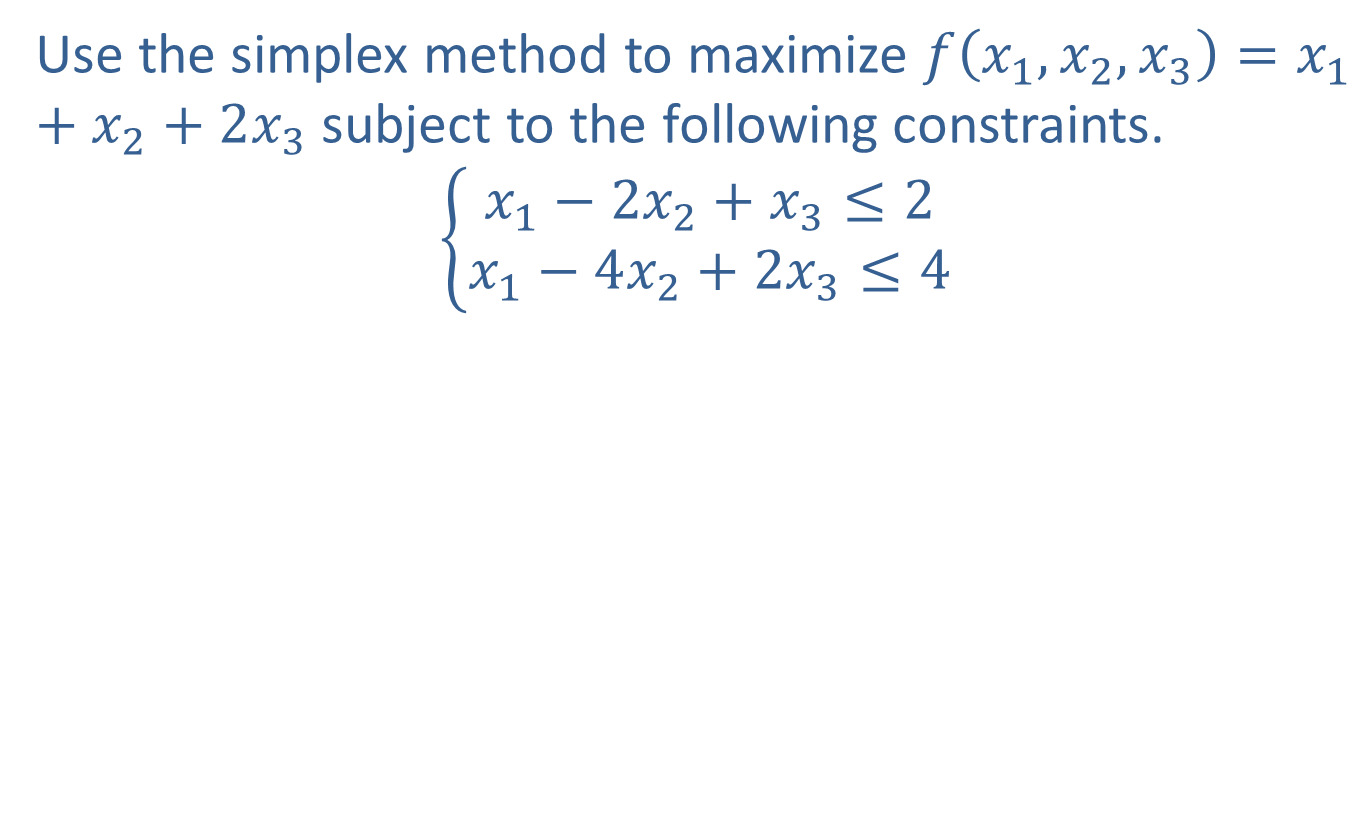 Use the simplex method to maximize f(x₁, x₂, x₃) = x₁
+ x₂ + 2x₃ subject to the following constraints.
{ x₁ − 2x₂ + x₃ ≤ 2
x₁ − 4x₂ + 2x₃ ≤ 4